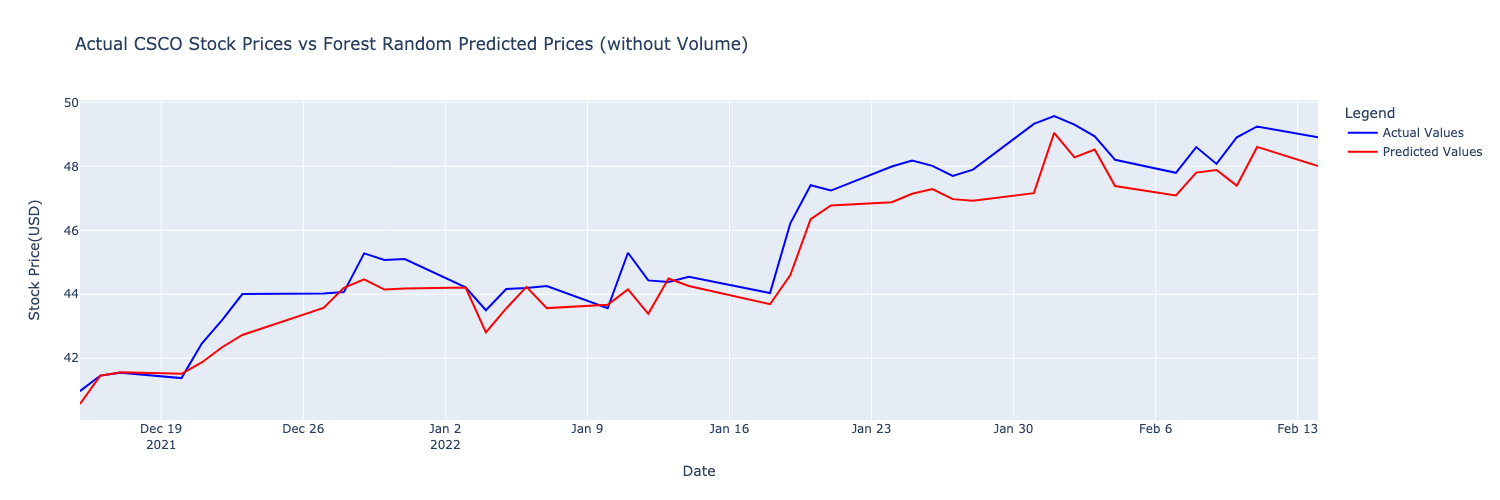 Actual CSCO Stock Prices vs Forest Random Predicted Prices (without Volume)
Legend
Actual Values
Predicted Values
Stock Price(USD)
50
48
46
44
42
Dec 19 Dec 26 Jan 2 Jan 9 Jan 16 Jan 23 Jan 30 Feb 6 Feb 13
2021 2022
Date